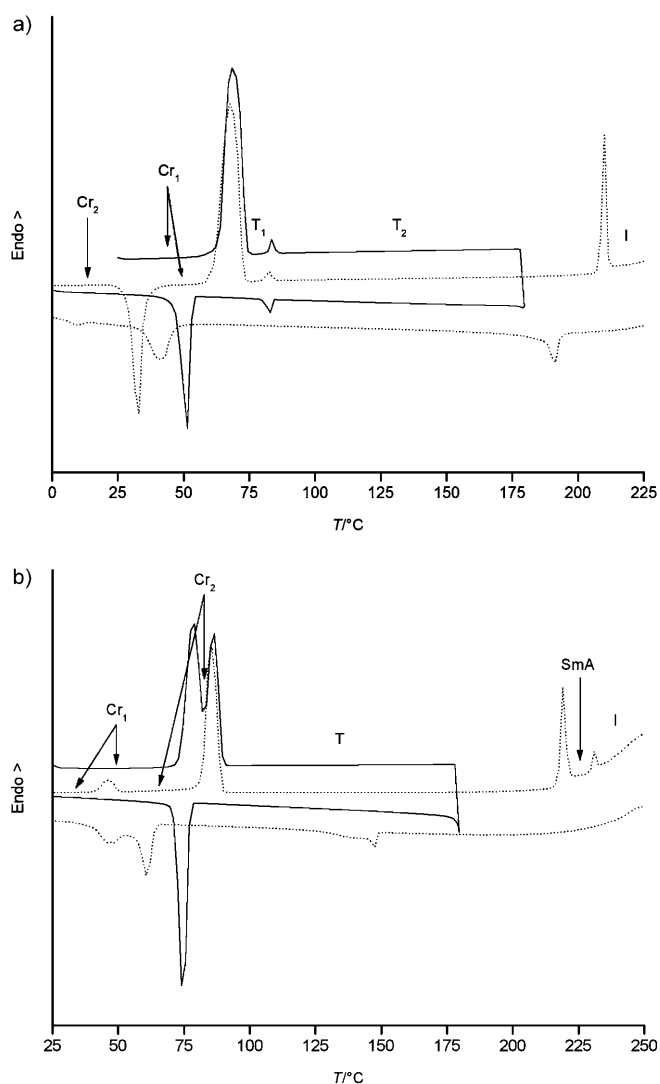 a)
Endo >
Cr₂
Cr₁
T₁
T₂
I
0 25 50 75 100 125 150 175 200 225
T/°C
b)
Endo >
Cr₁
Cr₂
T
SmA
I
25 50 75 100 125 150 175 200 225 250
T/°C